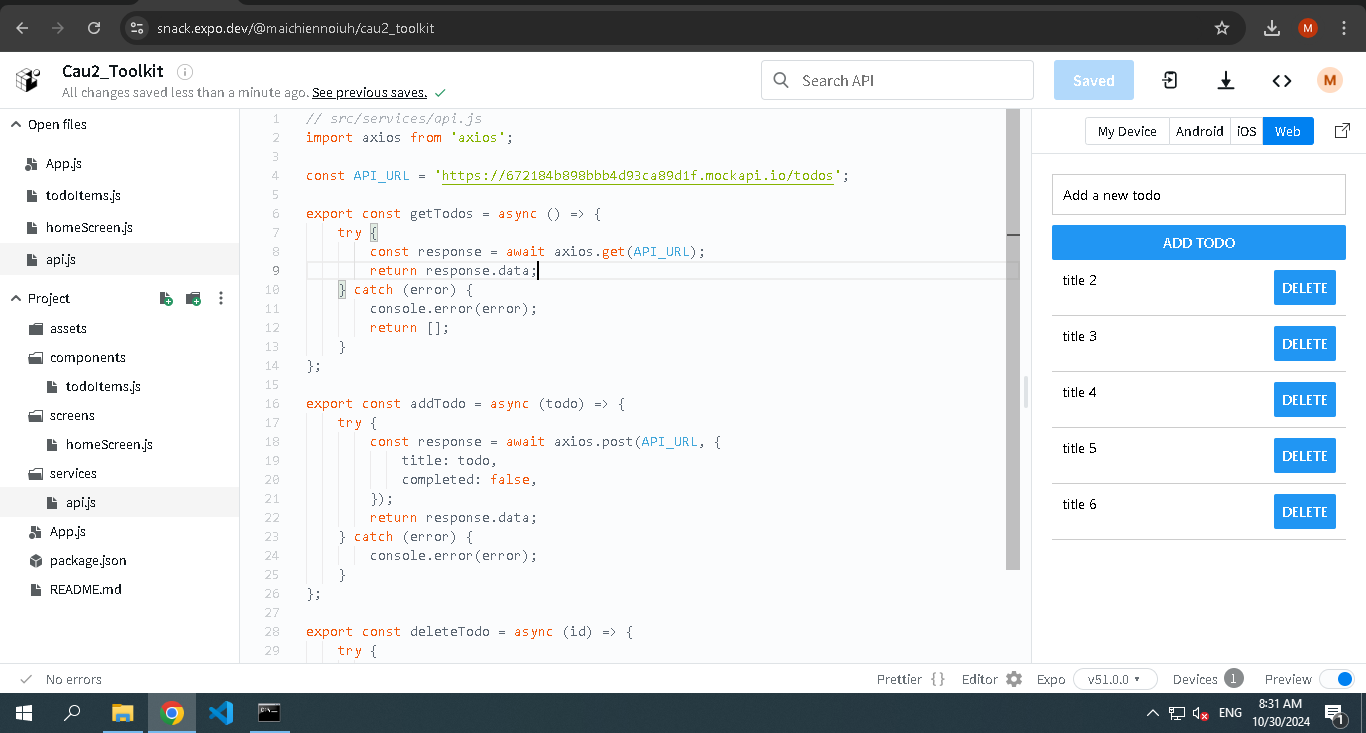 snack.expo.dev/@maichiennoiuh/cau2_toolkit
M
Cau2_Toolkit
All changes saved less than a minute ago. See previous saves.
Search API
Saved
M
Open files
App.js
todoItems.js
homeScreen.js
api.js
Project
assets
components
todoItems.js
screens
homeScreen.js
services
api.js
App.js
package.json
README.md
1 // src/services/api.js
2 import axios from 'axios';
3
4 const API_URL = 'https://672184b898bbb4d93ca89d1f.mockapi.io/todos';
5
6 export const getTodos = async () => {
7 try {
8 const response = await axios.get(API_URL);
9 return response.data;
10 } catch (error) {
11 console.error(error);
12 return [];
13 }
14 };
15
16 export const addTodo = async (todo) => {
17 try {
18 const response = await axios.post(API_URL, {
19 title: todo,
20 completed: false,
21 });
22 return response.data;
23 } catch (error) {
24 console.error(error);
25 }
26 };
27
28 export const deleteTodo = async (id) => {
29 try {
My Device Android iOS Web
Add a new todo
ADD TODO
title 2 DELETE
title 3 DELETE
title 4 DELETE
title 5 DELETE
title 6 DELETE
No errors
Prettier {} Editor Expo v51.0.0 Devices 1 Preview
ENG
8:31 AM
10/30/2024
1